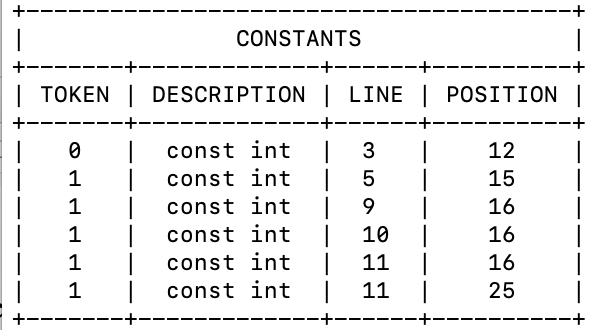 +----------------------------------------+
|               CONSTANTS                |
+--------+-------------+------+----------+
| TOKEN | DESCRIPTION | LINE | POSITION |
+--------+-------------+------+----------+
|   0   |  const int  |  3   |    12    |
|   1   |  const int  |  5   |    15    |
|   1   |  const int  |  9   |    16    |
|   1   |  const int  |  10  |    16    |
|   1   |  const int  |  11  |    16    |
|   1   |  const int  |  11  |    25    |
+--------+-------------+------+----------+